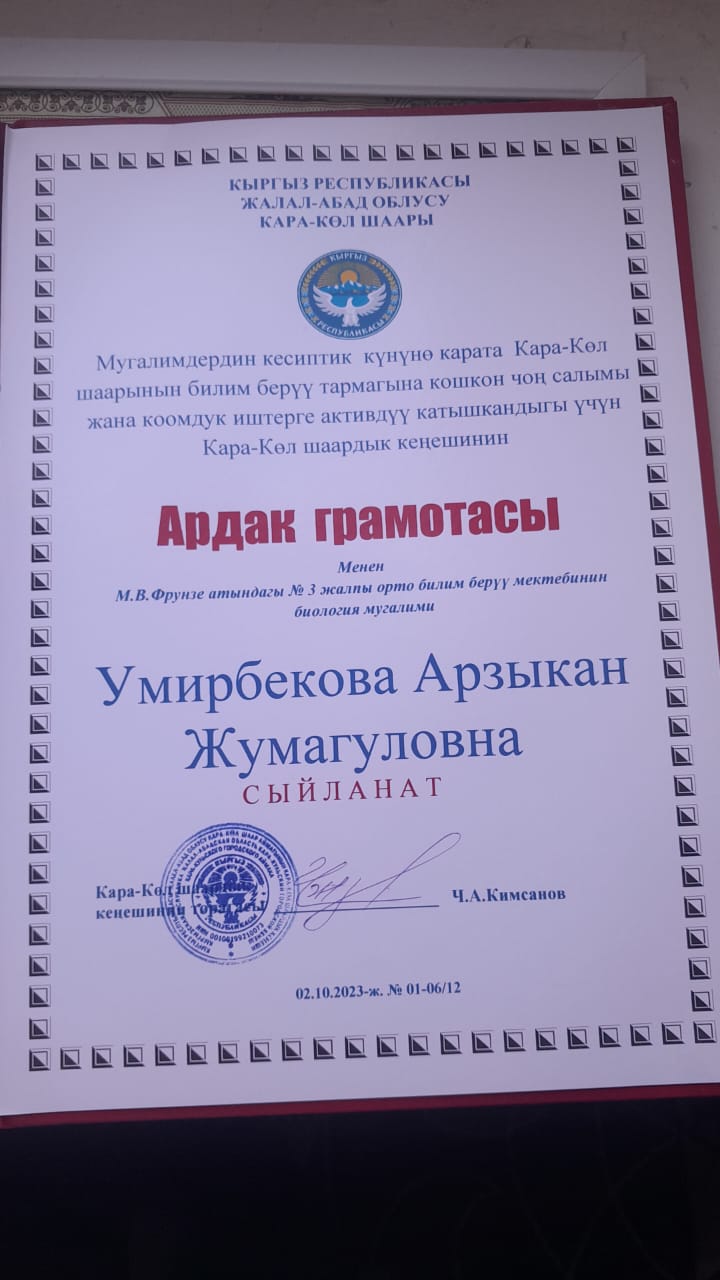 КЫРГ�ЫЗ РЕСПУБЛИКАСЫ
ЖАЛАЛ-АБАД ОБЛУСУ
КАРА-КӨЛ ШААРЫ
КЫРГЫЗ
РЕСПУБЛИКАСЫ
Мугалимдердин кесиптик күнүнө карата Кара-Көл
шаарынын билим берүү тармагына кошкон чоң салымы
жана коомдук иштерге активдүү катышкандыгы үчүн
Кара-Көл шаардык кеңешинин
Ардак грамотасы
Менен
М.В.Фрунзе атындагы № 3 жалпы орто билим берүү мектебинин
биология мугалими
Умирбекова Арзыкан
Жумагуловна
СЫЙЛАНАТ
Кара-Көл шаардык
кеңешинин төрагасы
Ч.А.Кимсанов
02.10.2023-ж. № 01-06/12